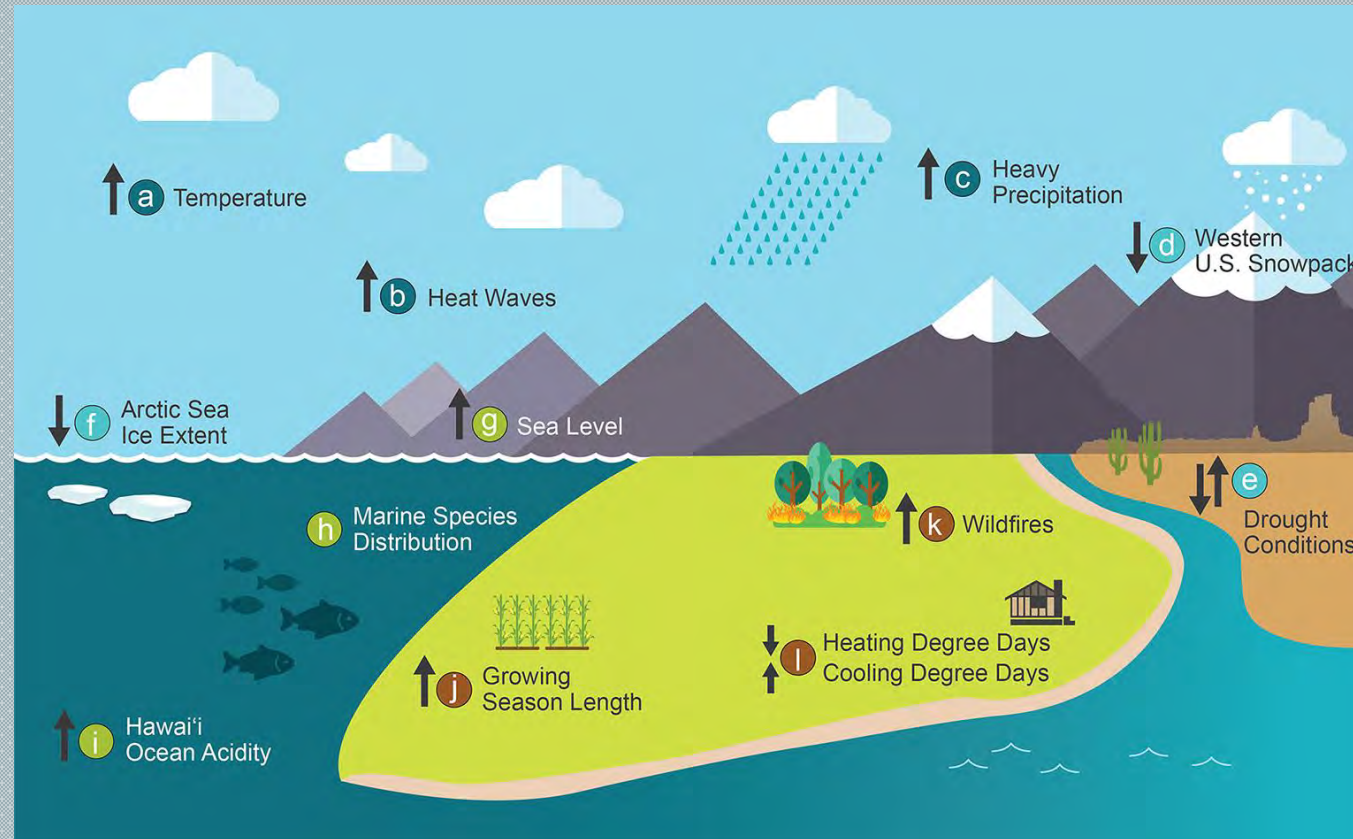 a Temperature
b Heat Waves
c Heavy
Precipitation
d Western
U.S. Snowpack
f Arctic Sea
Ice Extent
g Sea Level
h Marine Species
Distribution
k Wildfires
e
Drought
Conditions
l Heating Degree Days
Cooling Degree Days
j Growing
Season Length
i Hawaiʻi
Ocean Acidity